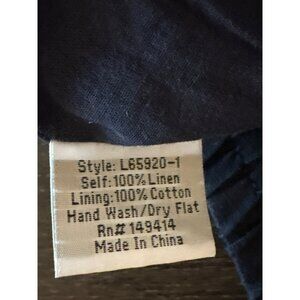 Style: L65920-1
Self:100% Linen
Lining:100% Cotton
Hand Wash/Dry Flat
Rn# 149414
Made In China